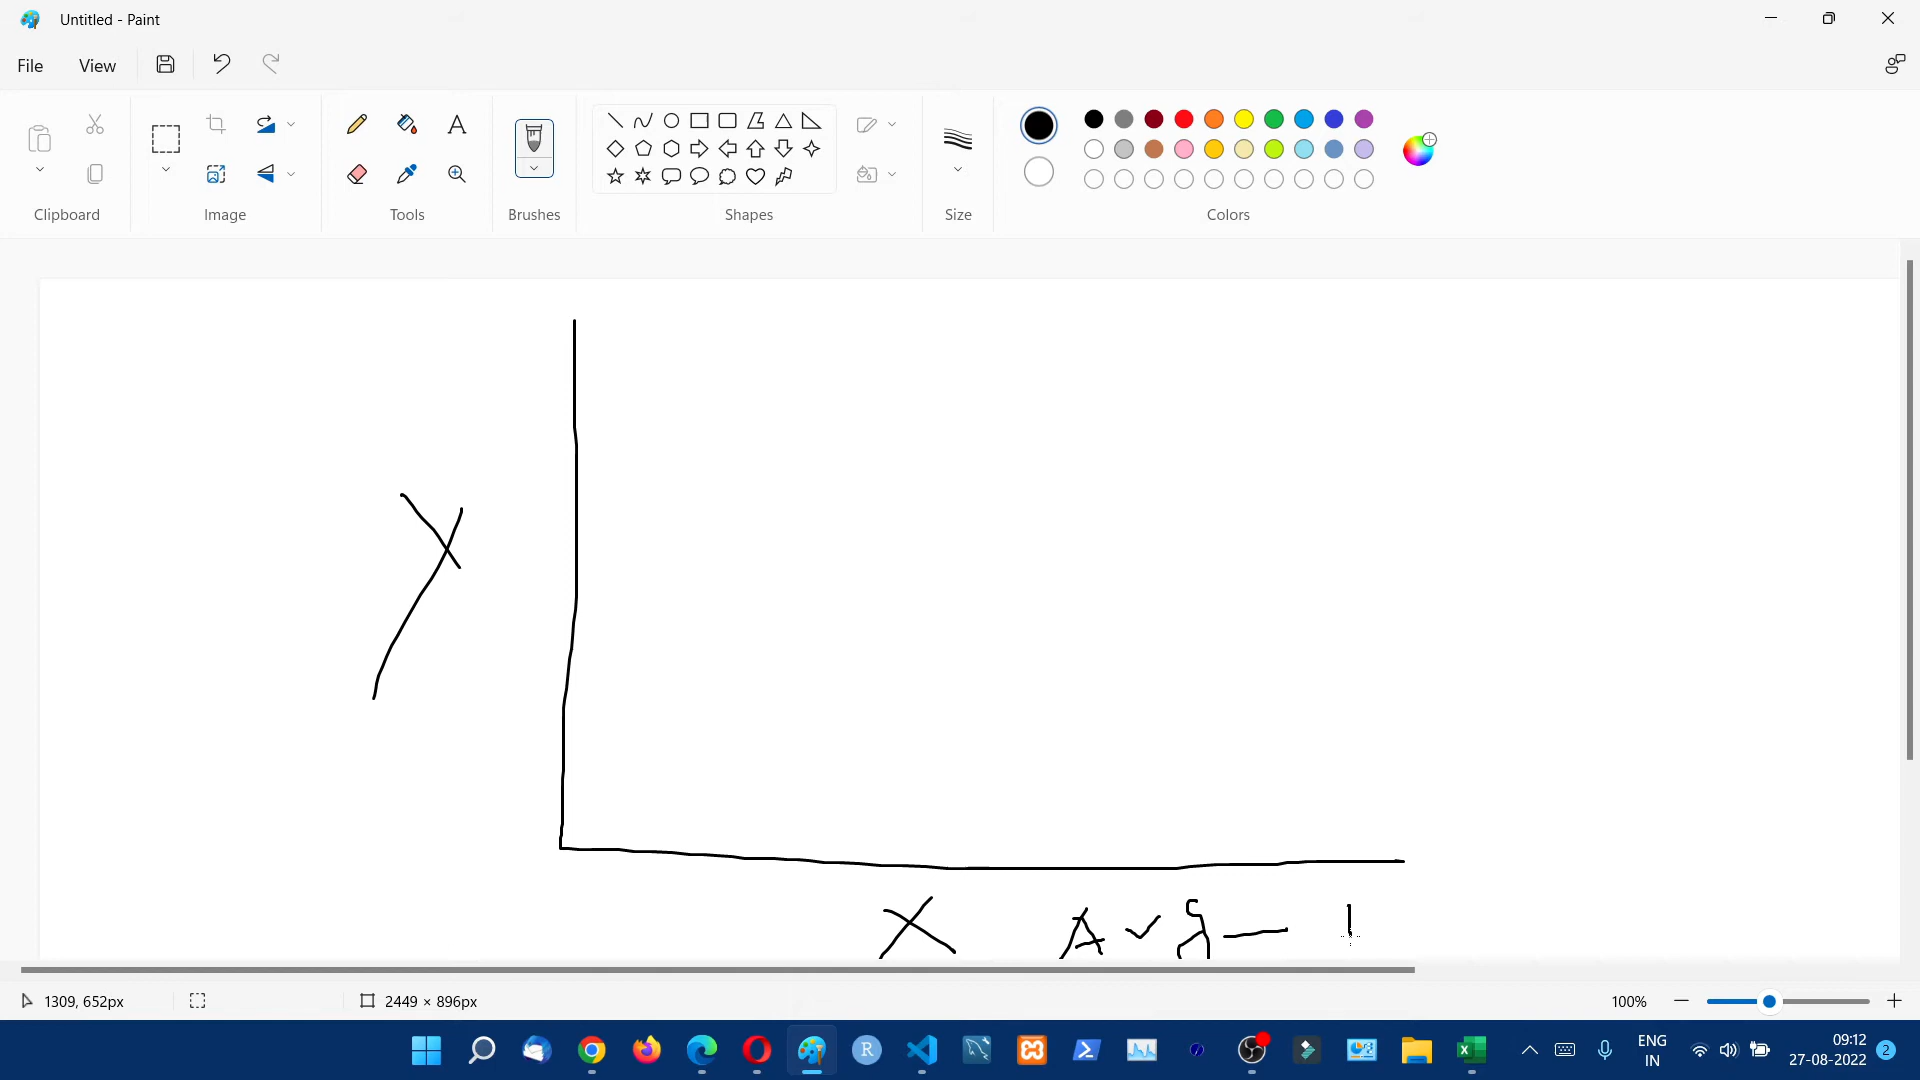 Untitled - Paint
File View
Clipboard Image Tools Brushes Shapes Size Colors
Y
X
1309, 652px 2449 × 896px 100%
ENG
IN
09:12
27-08-2022
2